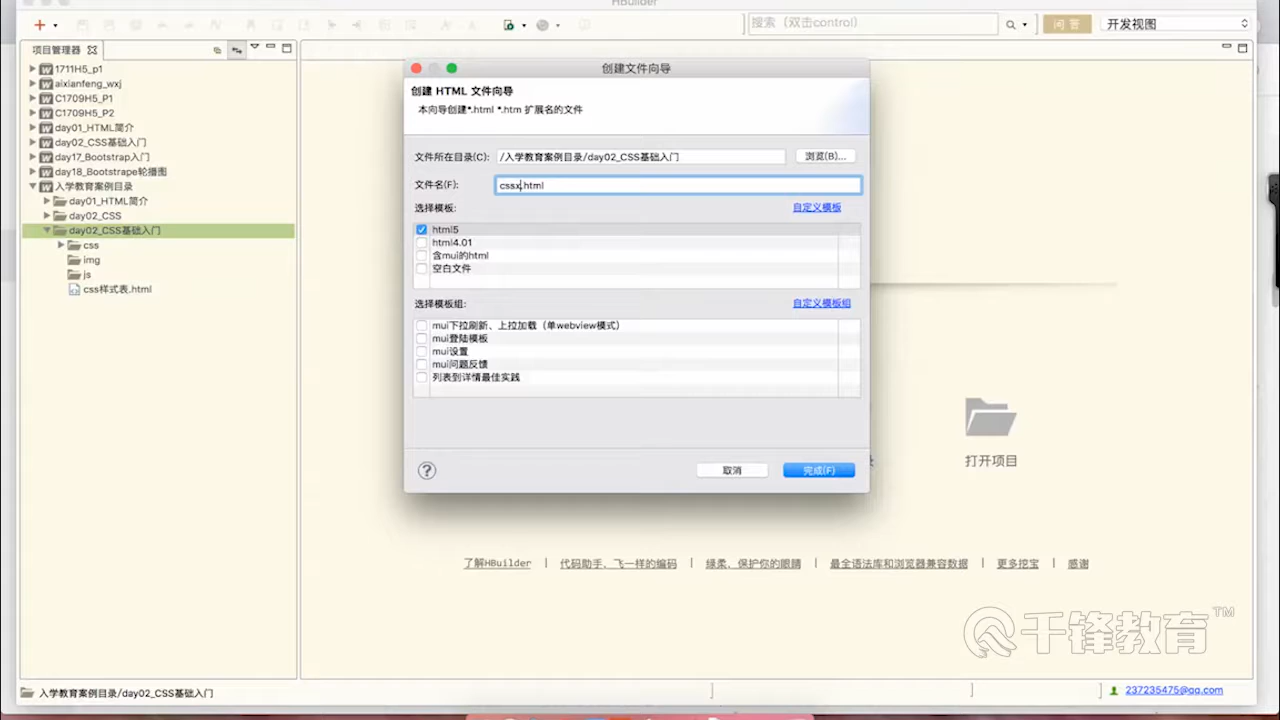 HBuilder
搜索（双击control）
问 答
开发视图
项目管理器
1711H5_p1
aixianfeng_wxj
C1709H5_P1
C1709H5_P2
day01_HTML简介
day02_CSS基础入门
day17_Bootstrap入门
day18_Bootstrape轮播图
入学教育案例目录
day01_HTML简介
day02_CSS
day02_CSS基础入门
css
img
js
css样式表.html
创建文件向导
创建 HTML 文件向导
本向导创建*.html *.htm 扩展名的文件
文件所在目录(C): /入学教育案例目录/day02_CSS基础入门 浏览(B)...
文件名(F): cssx.html
选择模板: 自定义模板
html5
html4.01
含mui的html
空白文件
选择模板组: 自定义模板组
mui下拉刷新、上拉加载（单webview模式）
mui登陆模板
mui设置
mui问题反馈
列表到详情最佳实践
取消 完成(F)
打开项目
了解HBuilder | 代码助手，飞一样的编码 | 绿柔，保护你的眼睛 | 最全语法库和浏览器兼容数据 | 更多挖宝 | 感谢
千锋教育™
入学教育案例目录/day02_CSS基础入门
237235475@qq.com